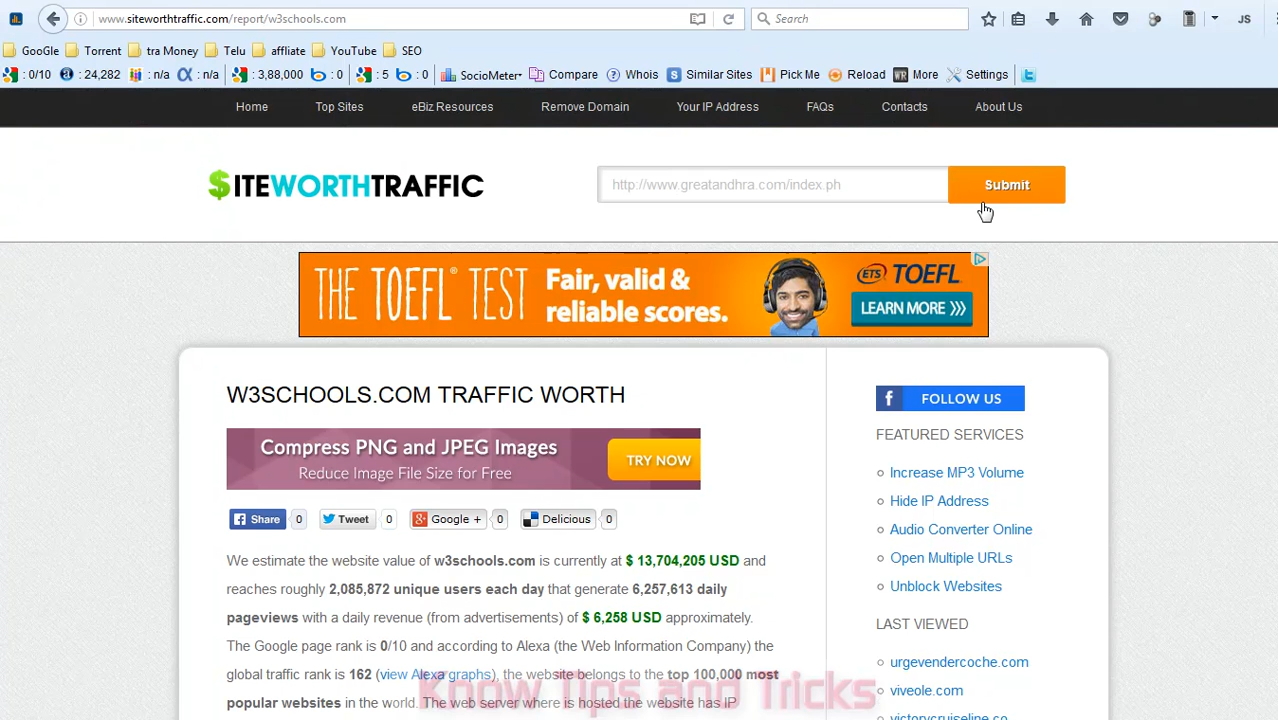 www.siteworthtraffic.com/report/w3schools.com
Search
JS
GooGle Torrent tra Money Telu affliate YouTube SEO
: 0/10 : 24,282 : n/a : n/a : 3,88,000 : 0 : 5 : 0 SocioMeter Compare Whois Similar Sites Pick Me Reload More Settings
Home Top Sites eBiz Resources Remove Domain Your IP Address FAQs Contacts About Us
$ITEWORTHTRAFFIC
http://www.greatandhra.com/index.ph
Submit
THE TOEFL® TEST
Fair, valid &
reliable scores.
ETS TOEFL
LEARN MORE
W3SCHOOLS.COM TRAFFIC WORTH
Compress PNG and JPEG Images
Reduce Image File Size for Free
TRY NOW
Share 0 Tweet 0 Google + 0 Delicious 0
We estimate the website value of w3schools.com is currently at $ 13,704,205 USD and
reaches roughly 2,085,872 unique users each day that generate 6,257,613 daily
pageviews with a daily revenue (from advertisements) of $ 6,258 USD approximately.
The Google page rank is 0/10 and according to Alexa (the Web Information Company) the
global traffic rank is 162 (view Alexa graphs), the website belongs to the top 100,000 most
popular websites in the world. The web server where is hosted the website has IP
FOLLOW US
FEATURED SERVICES
Increase MP3 Volume
Hide IP Address
Audio Converter Online
Open Multiple URLs
Unblock Websites
LAST VIEWED
urgevendercoche.com
viveole.com
victorycruiseline.co
Know Tips and Tricks